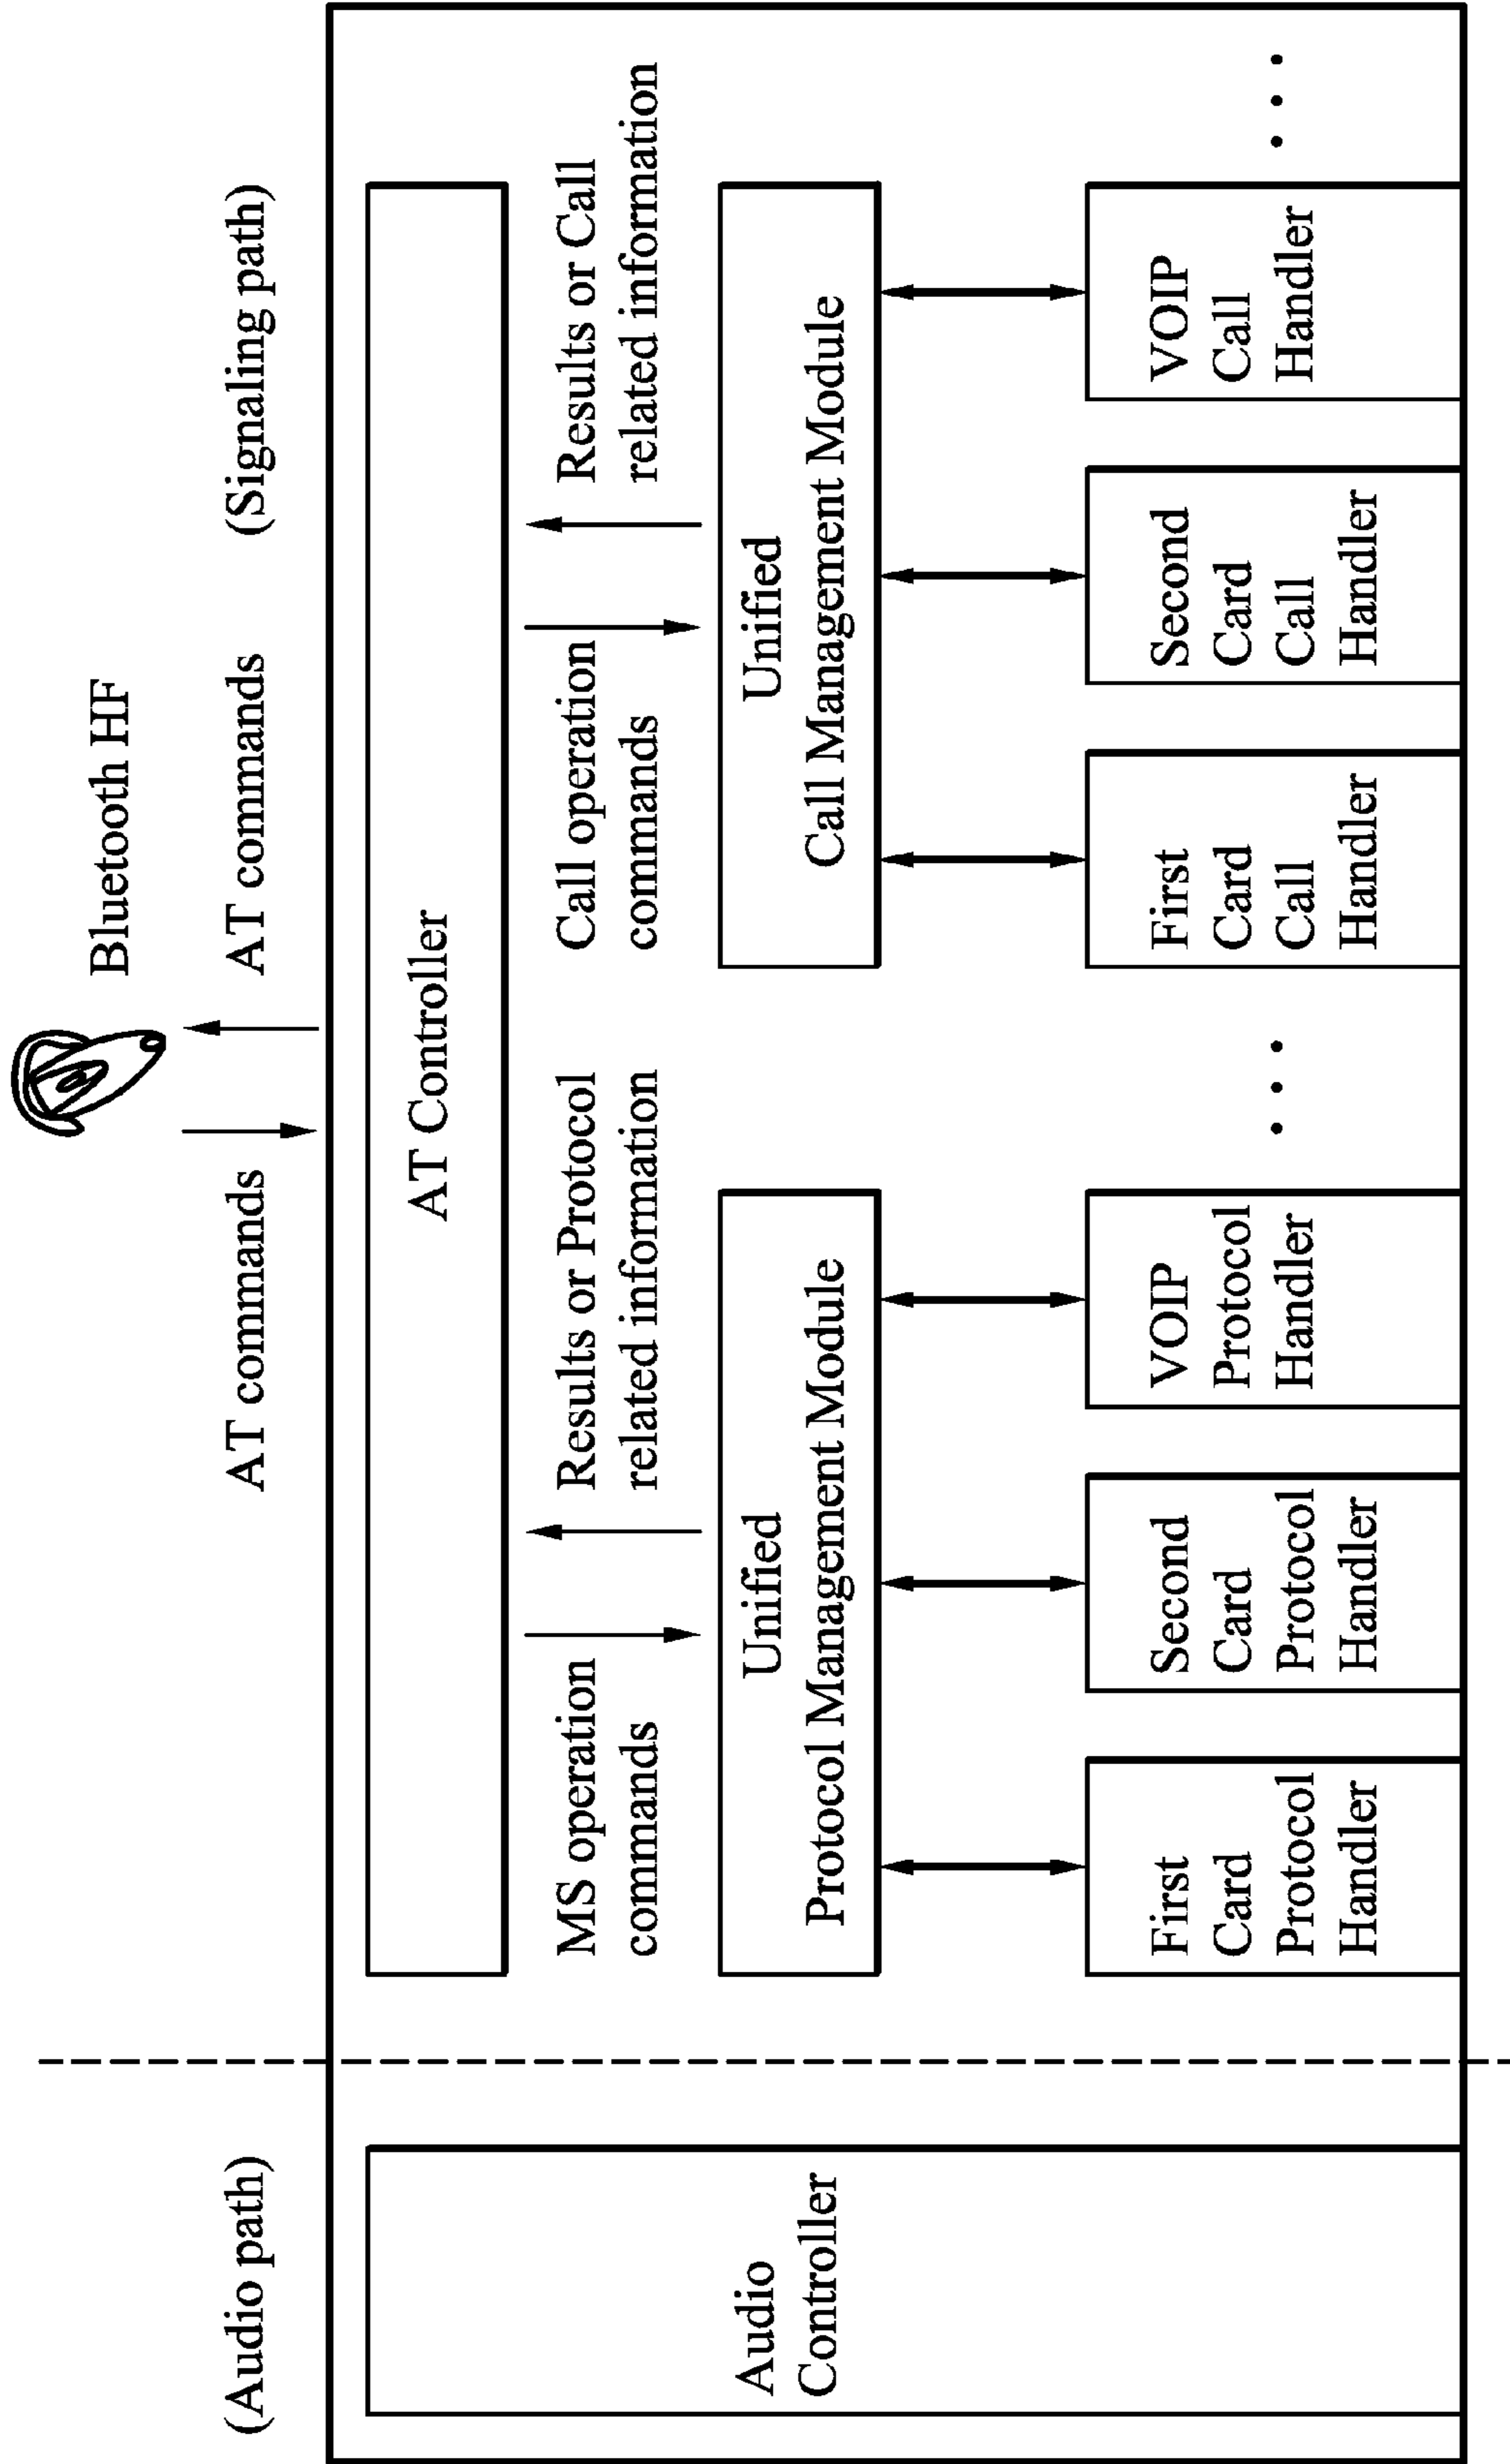 Bluetooth HF
(Audio path)
AT commands
AT commands
(Signaling path)
AT Controller
MS operation
commands
Results or Protocol
related information
Call operation
commands
Results or Call
related information
Unified
Protocol Management Module
Unified
Call Management Module
Audio
Controller
First
Card
Protocol
Handler
Second
Card
Protocol
Handler
VOIP
Protocol
Handler
. . .
First
Card
Call
Handler
Second
Card
Call
Handler
VOIP
Call
Handler
. . .